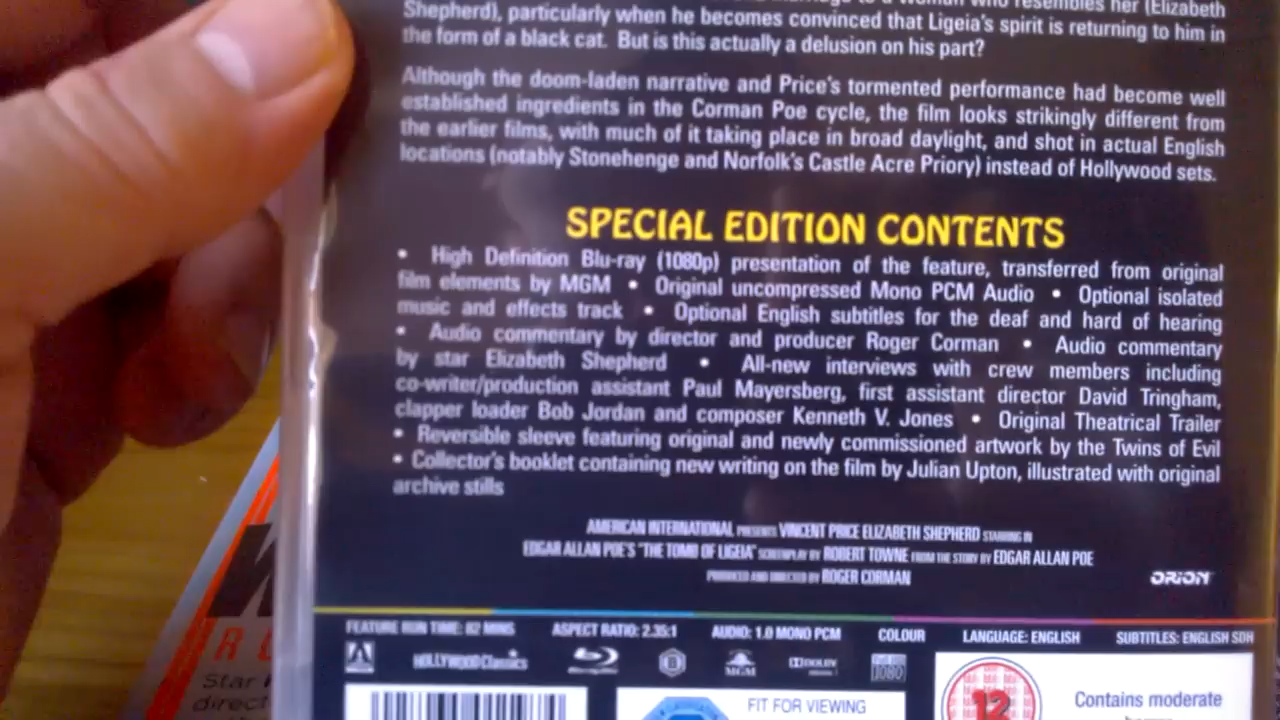 to a woman who resembles her (Elizabeth
Shepherd), particularly when he becomes convinced that Ligeia's spirit is returning to him in
the form of a black cat. But is this actually a delusion on his part?
Although the doom-laden narrative and Price's tormented performance had become well
established ingredients in the Corman Poe cycle, the film looks strikingly different from
the earlier films, with much of it taking place in broad daylight, and shot in actual English
locations (notably Stonehenge and Norfolk's Castle Acre Priory) instead of Hollywood sets.
SPECIAL EDITION CONTENTS
• High Definition Blu-ray (1080p) presentation of the feature, transferred from original
film elements by MGM • Original uncompressed Mono PCM Audio • Optional isolated
music and effects track • Optional English subtitles for the deaf and hard of hearing
• Audio commentary by director and producer Roger Corman • Audio commentary
by star Elizabeth Shepherd • All-new interviews with crew members including
co-writer/production assistant Paul Mayersberg, first assistant director David Tringham,
clapper loader Bob Jordan and composer Kenneth V. Jones • Original Theatrical Trailer
• Reversible sleeve featuring original and newly commissioned artwork by the Twins of Evil
• Collector's booklet containing new writing on the film by Julian Upton, illustrated with original
archive stills
AMERICAN INTERNATIONAL PRESENTS VINCENT PRICE ELIZABETH SHEPHERD STARRING IN
EDGAR ALLAN POE'S "THE TOMB OF LIGEIA" SCREENPLAY BY ROBERT TOWNE FROM THE STORY BY EDGAR ALLAN POE
PRODUCED AND DIRECTED BY ROGER CORMAN
ORION
FEATURE RUN TIME: 82 MINS ASPECT RATIO: 2.35:1 AUDIO: 1.0 MONO PCM COLOUR LANGUAGE: ENGLISH SUBTITLES: ENGLISH SDH
HOLLYWOOD Classics B MGM DOLBY 1080
12
Contains moderate
FIT FOR VIEWING
Star
direct